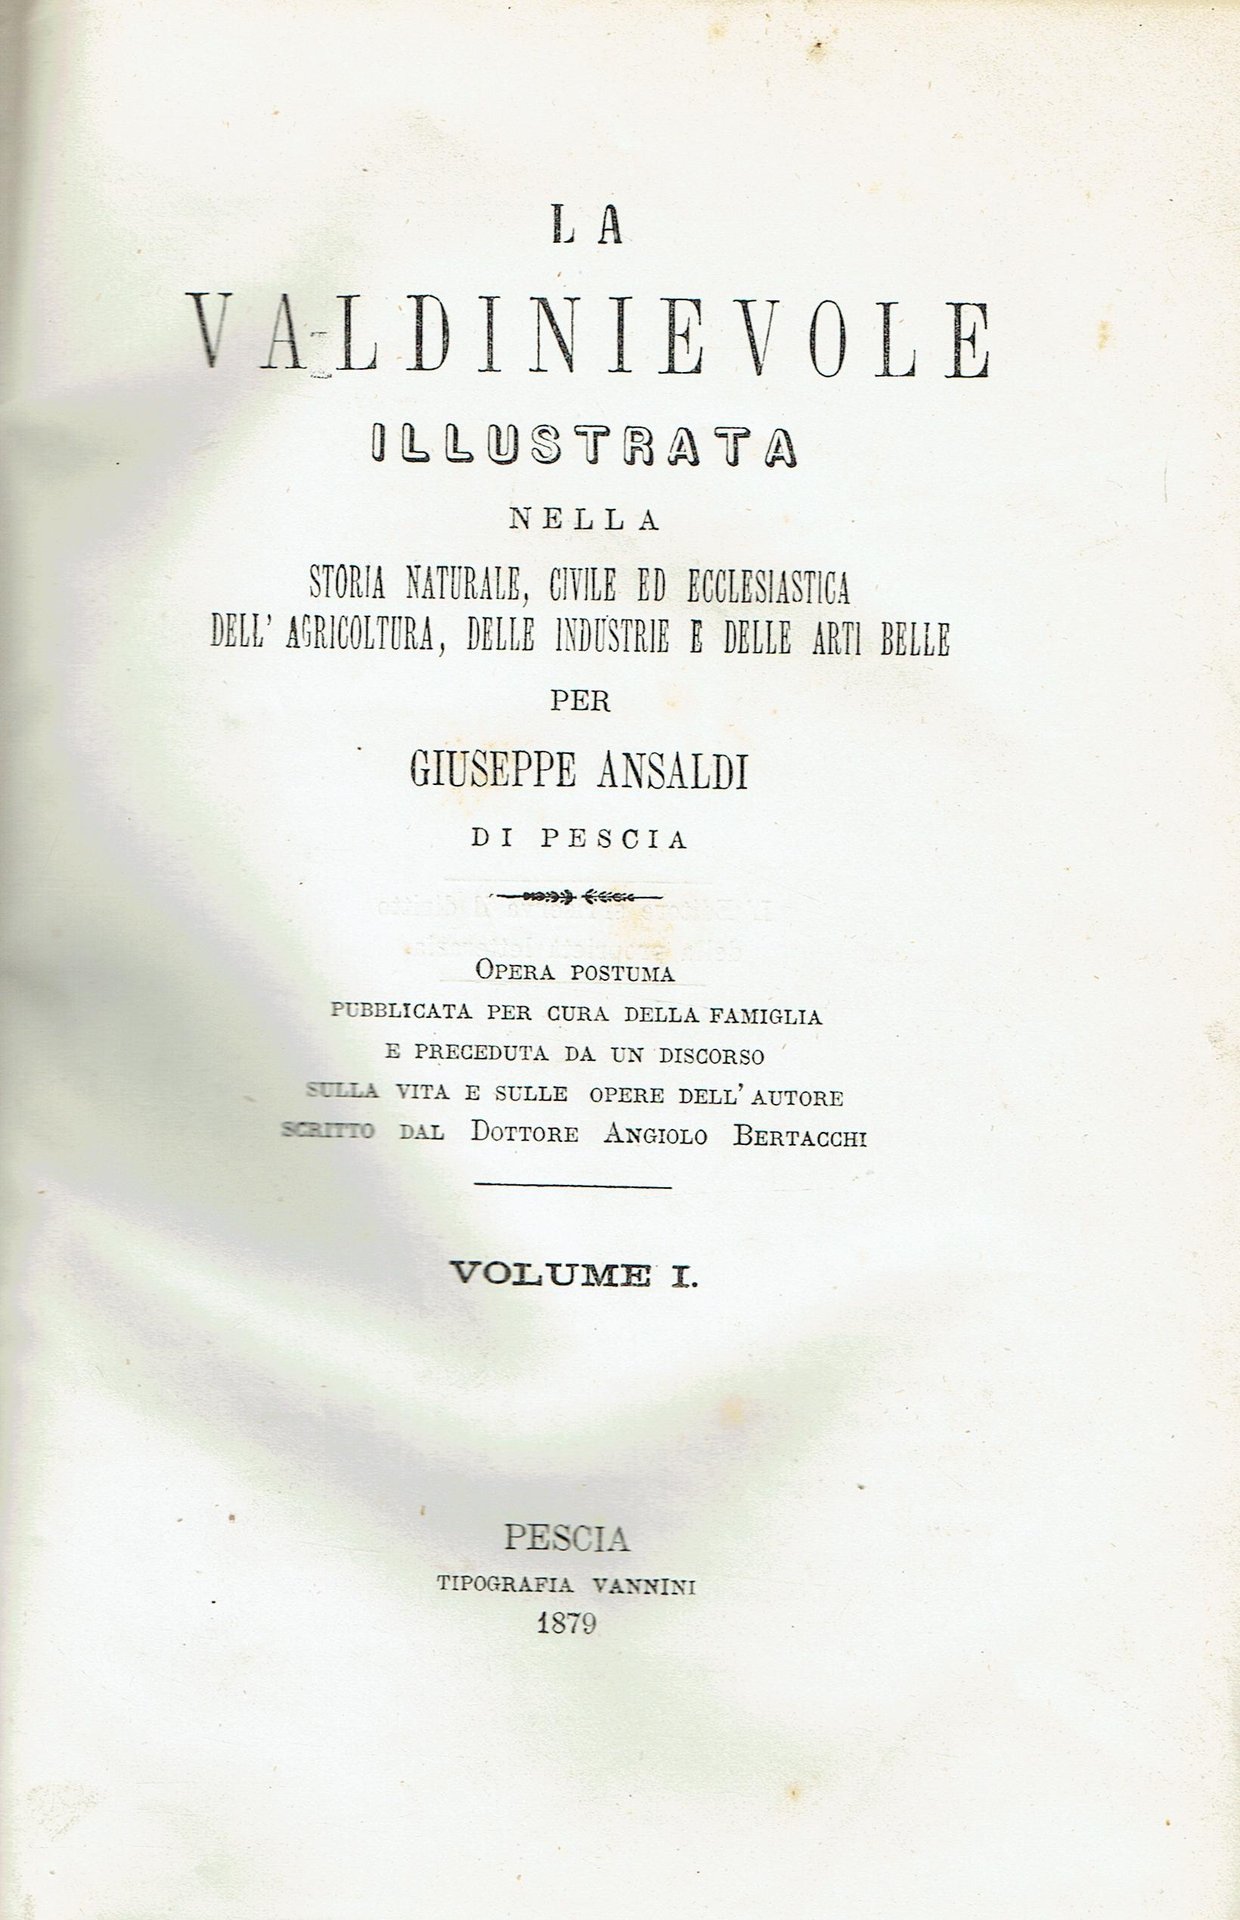 LA
VALDINIEVOLE
ILLUSTRATA
NELLA
STORIA NATURALE, CIVILE ED ECCLESIASTICA
DELL' AGRICOLTURA, DELLE INDUSTRIE E DELLE ARTI BELLE
PER
GIUSEPPE ANSALDI
DI PESCIA
OPERA POSTUMA
PUBBLICATA PER CURA DELLA FAMIGLIA
E PRECEDUTA DA UN DISCORSO
SULLA VITA E SULLE OPERE DELL'AUTORE
SCRITTO DAL DOTTORE ANGIOLO BERTACCHI
VOLUME I.
PESCIA
TIPOGRAFIA VANNINI
1879